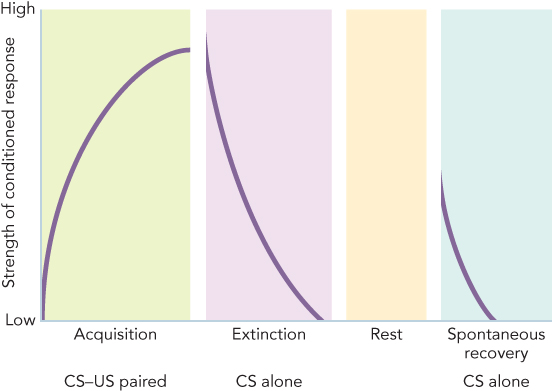 High
Strength of conditioned response
Low
Acquisition
Extinction
Rest
Spontaneous
recovery
CS–US paired
CS alone
CS alone